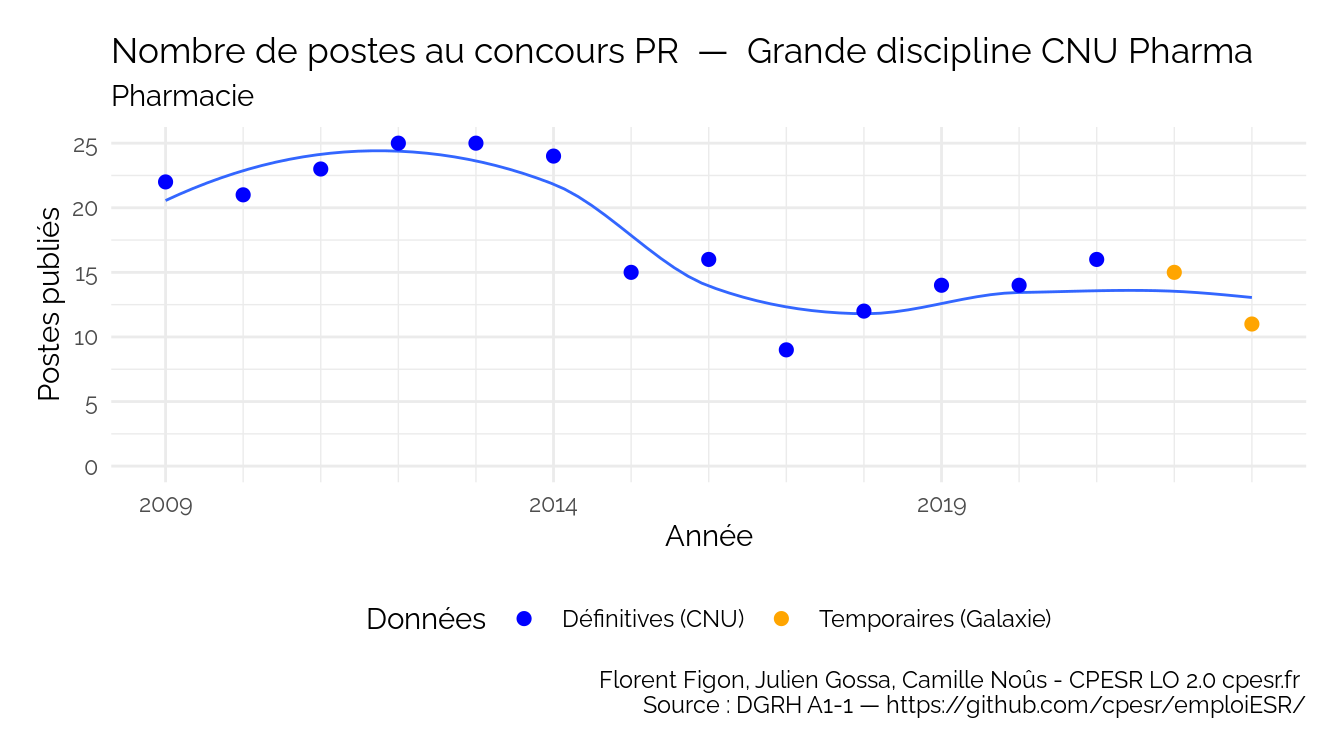 Nombre de postes au concours PR — Grande discipline CNU Pharma
Pharmacie
Postes publiés
25
20
15
10
5
0
2009 2014 2019
Année
Données Définitives (CNU) Temporaires (Galaxie)
Florent Figon, Julien Gossa, Camille Noûs - CPESR LO 2.0 cpesr.fr
Source : DGRH A1-1 — https://github.com/cpesr/emploiESR/